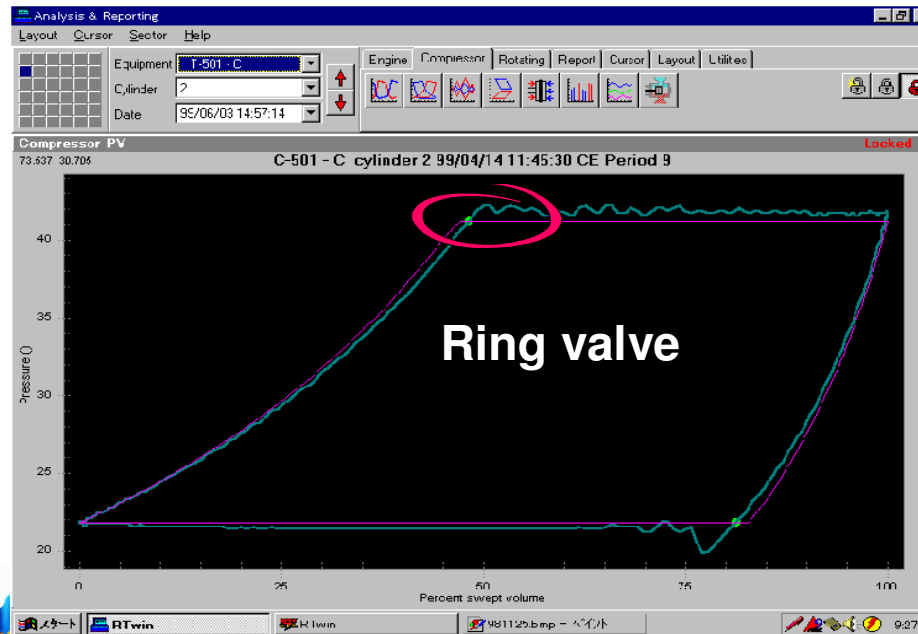 Analysis & Reporting
Layout Cursor Sector Help
Equipment T-501 - C
Cylinder 2
Date 99/06/03 14:57:14
Engine Compressor Rotating Report Cursor Layout Utilities
Compressor PV Locked
73.537 30.705
C-501 - C cylinder 2 99/04/14 11:45:30 CE Period 9
40
35
30
25
20
Pressure ()
Ring valve
0 25 50 75 100
Percent swept volume
スタート RTwin RTwin 981125.bmp - ペイント 9:27